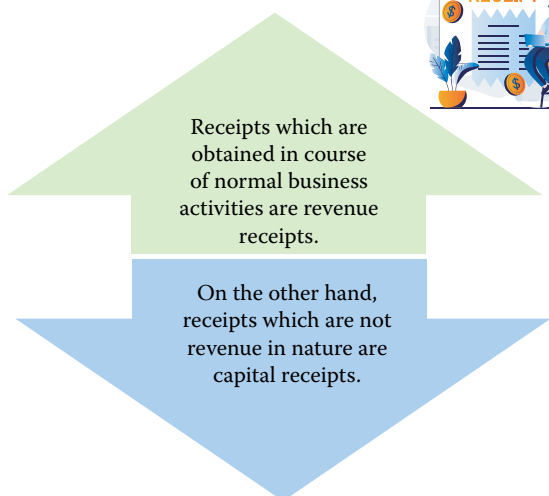 RECEIPT
Receipts which are
obtained in course
of normal business
activities are revenue
receipts.
On the other hand,
receipts which are not
revenue in nature are
capital receipts.